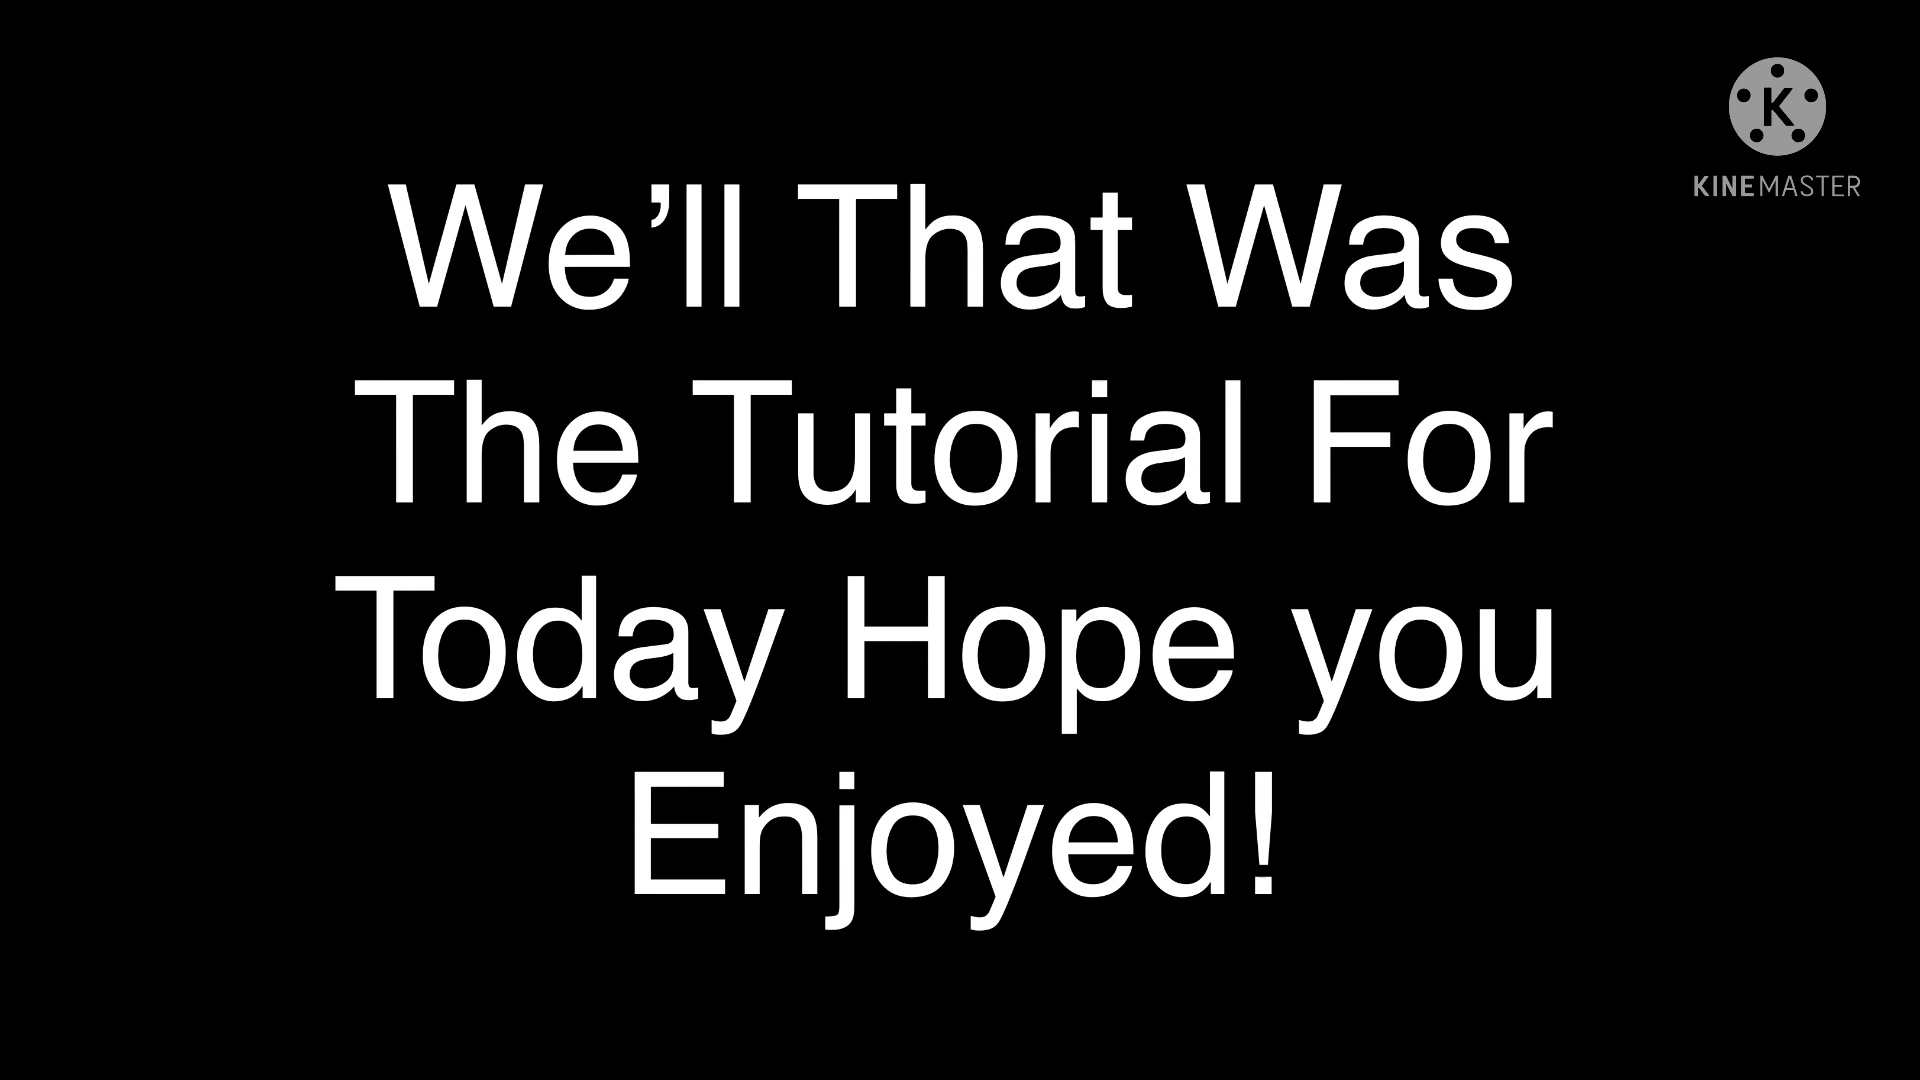 K
KINEMASTER
We’ll That Was
The Tutorial For
Today Hope you
Enjoyed!